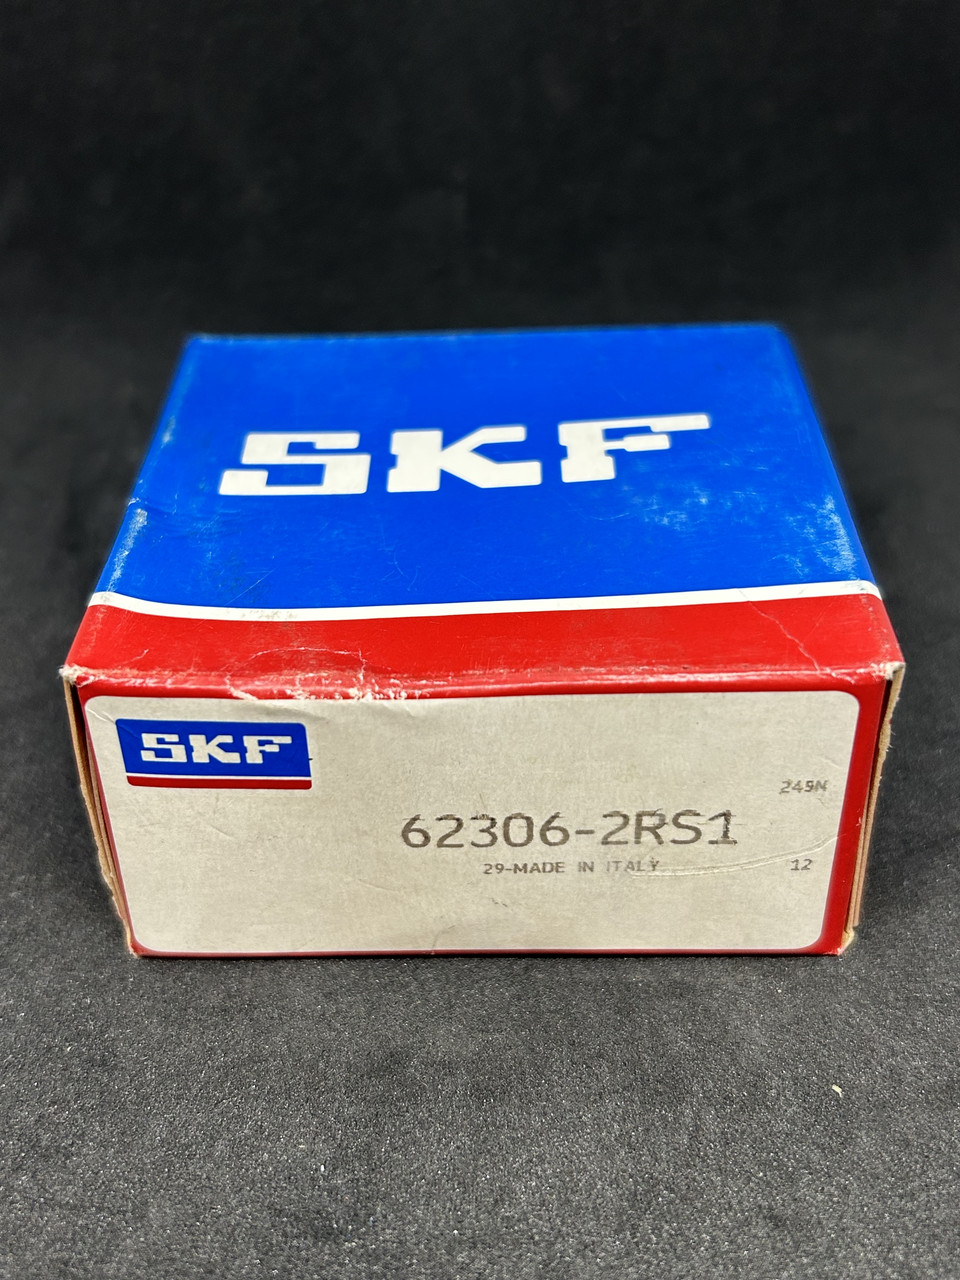 SKF
SKF
249N
62306-2RS1
29-MADE IN ITALY
12